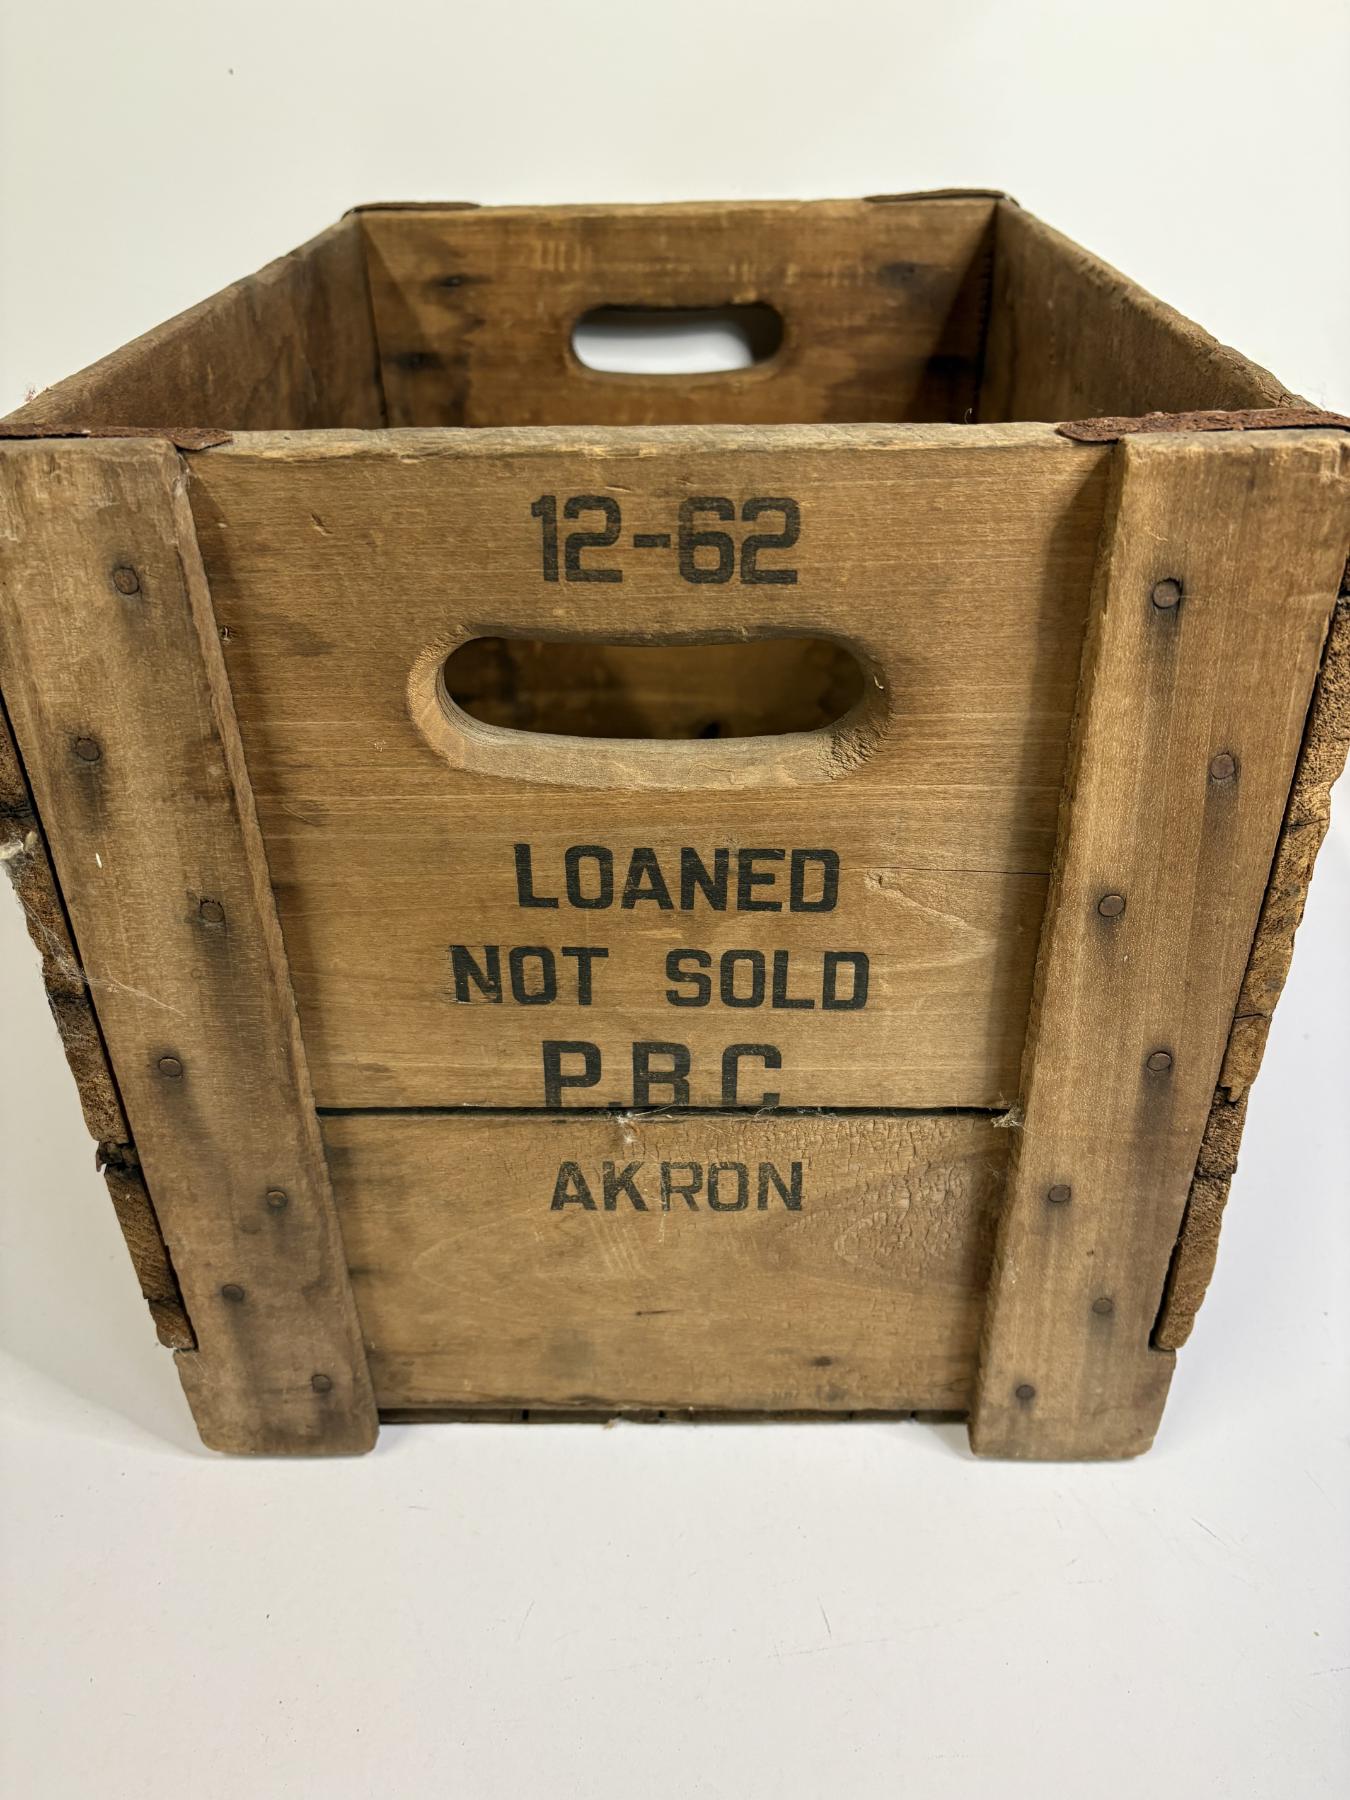 12-62
LOANED
NOT SOLD
P.B.C
AKRON